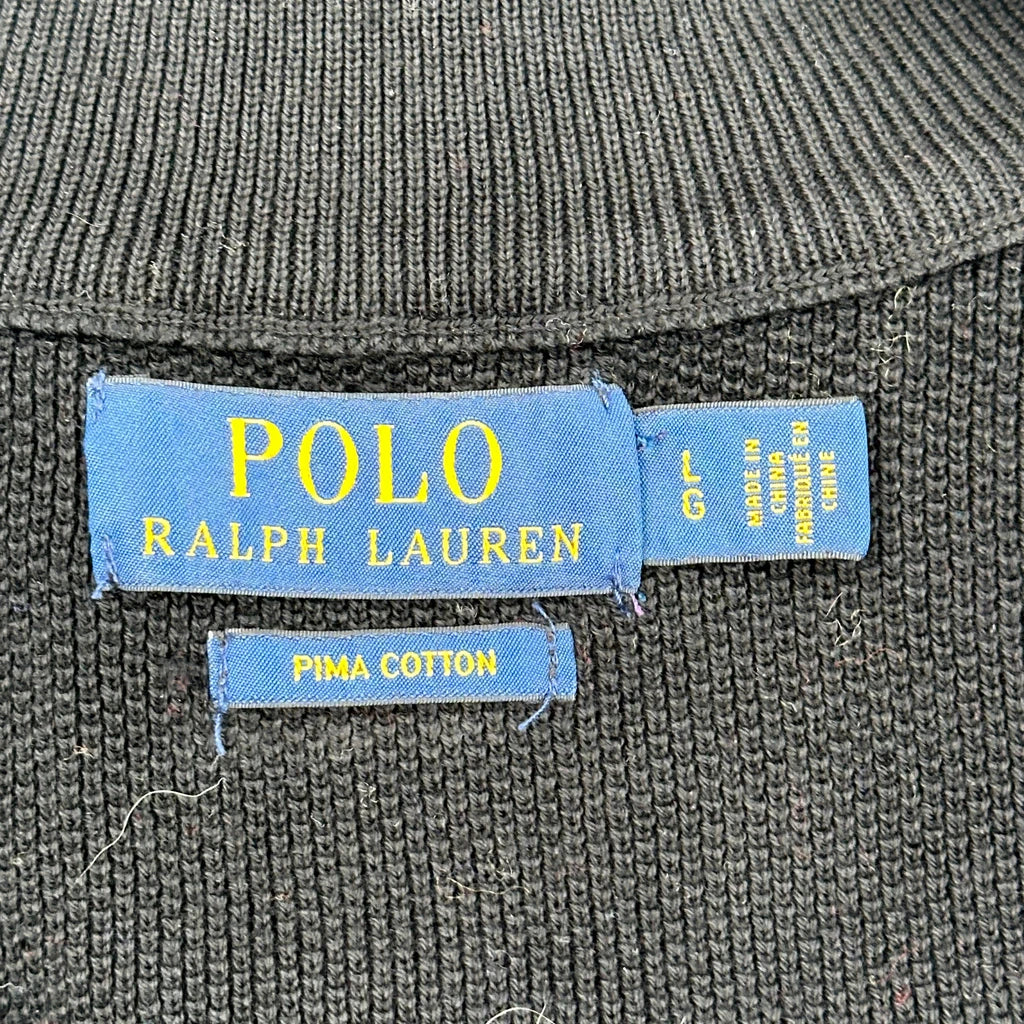 POLO
RALPH LAUREN
L
G
MADE IN
CHINA
FABRIQUÉ EN
CHINE
PIMA COTTON